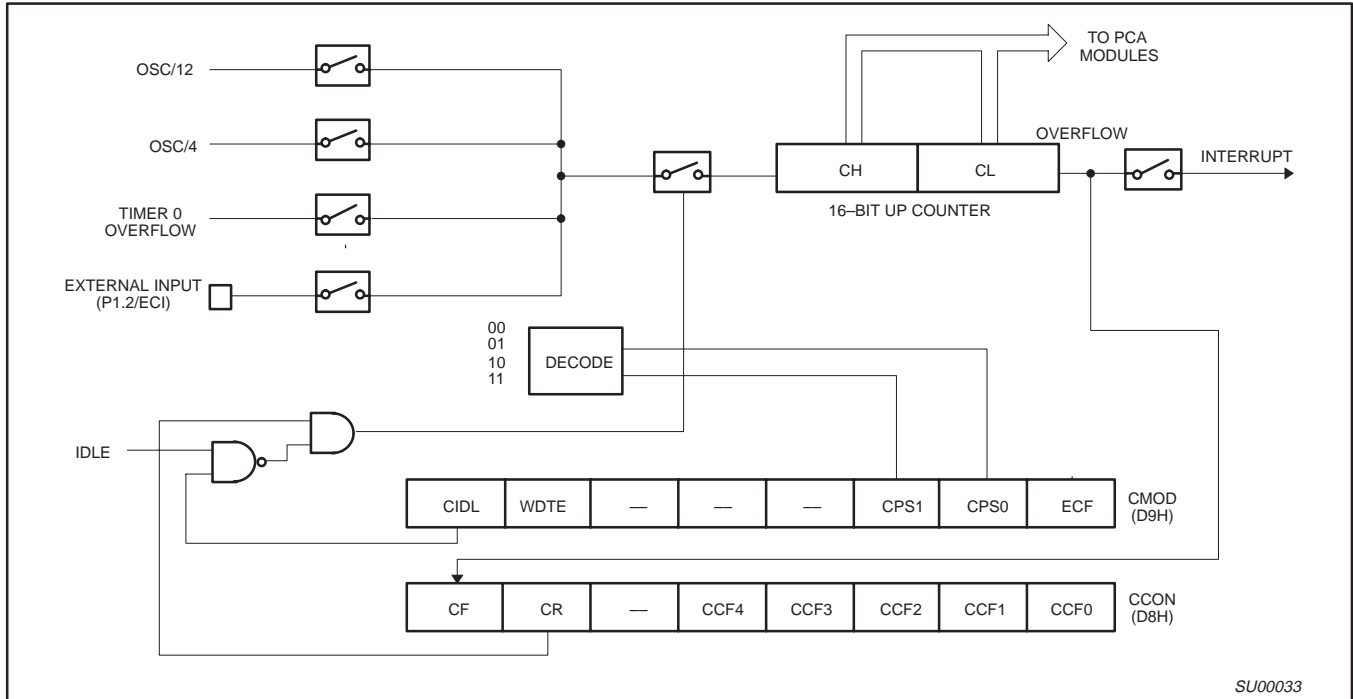 TO PCA
MODULES
OSC/12
OSC/4
OVERFLOW
CH
CL
INTERRUPT
16–BIT UP COUNTER
TIMER 0
OVERFLOW
EXTERNAL INPUT
(P1.2/ECI)
00
01
10
11
DECODE
IDLE
CIDL WDTE –– –– –– CPS1 CPS0 ECF
CMOD
(D9H)
CF CR –– CCF4 CCF3 CCF2 CCF1 CCF0
CCON
(D8H)
SU00033